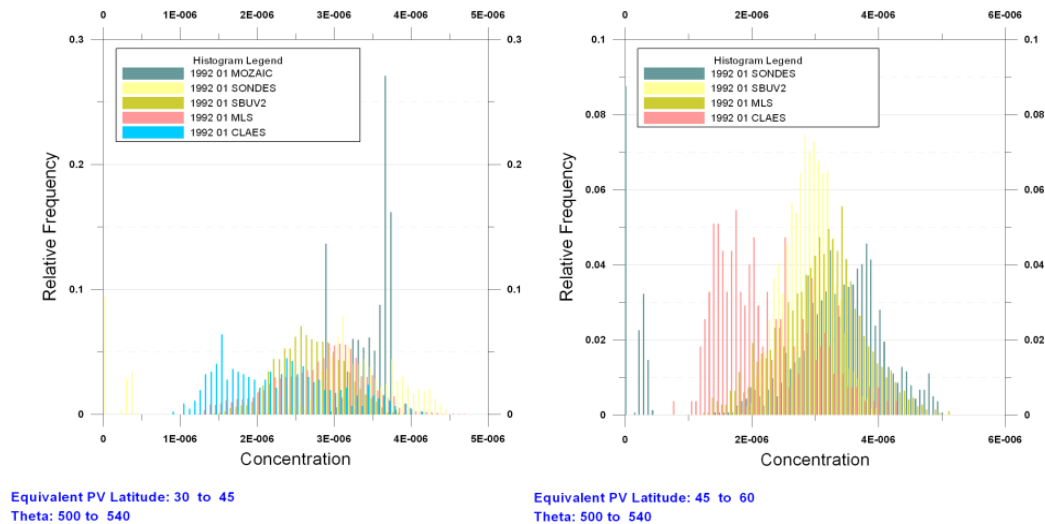 0 1E-006 2E-006 3E-006 4E-006 5E-006
0.3 0.3
Histogram Legend
1992 01 MOZAIC
1992 01 SONDES
1992 01 SBUV2
1992 01 MLS
1992 01 CLAES
0.2 0.2
Relative Frequency
0.1 0.1
0 0
0 1E-006 2E-006 3E-006 4E-006 5E-006
Concentration
Equivalent PV Latitude: 30 to 45
Theta: 500 to 540
0 2E-006 4E-006 6E-006
0.1 0.1
Histogram Legend
1992 01 SONDES
1992 01 SBUV2
1992 01 MLS
1992 01 CLAES
0.08 0.08
0.06 0.06
Relative Frequency
0.04 0.04
0.02 0.02
0 0
0 2E-006 4E-006 6E-006
Concentration
Equivalent PV Latitude: 45 to 60
Theta: 500 to 540